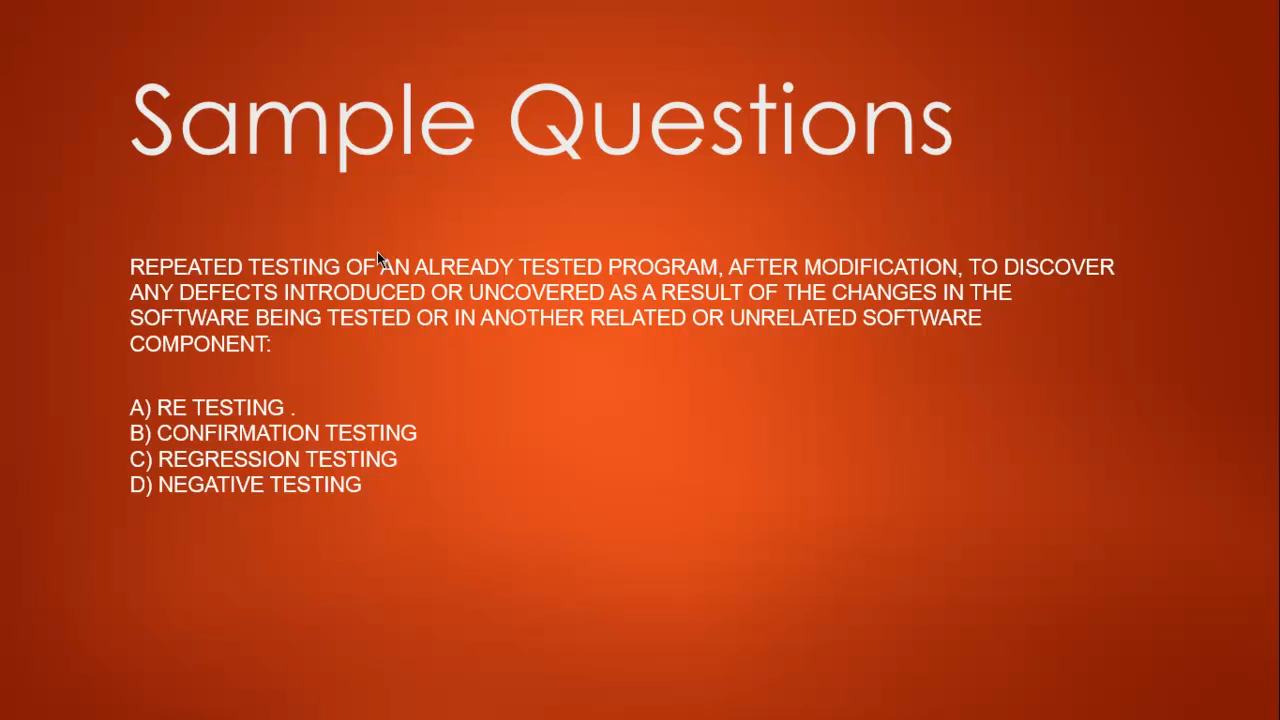 Sample Questions
REPEATED TESTING OF AN ALREADY TESTED PROGRAM, AFTER MODIFICATION, TO DISCOVER
ANY DEFECTS INTRODUCED OR UNCOVERED AS A RESULT OF THE CHANGES IN THE
SOFTWARE BEING TESTED OR IN ANOTHER RELATED OR UNRELATED SOFTWARE
COMPONENT:
A) RE TESTING .
B) CONFIRMATION TESTING
C) REGRESSION TESTING
D) NEGATIVE TESTING